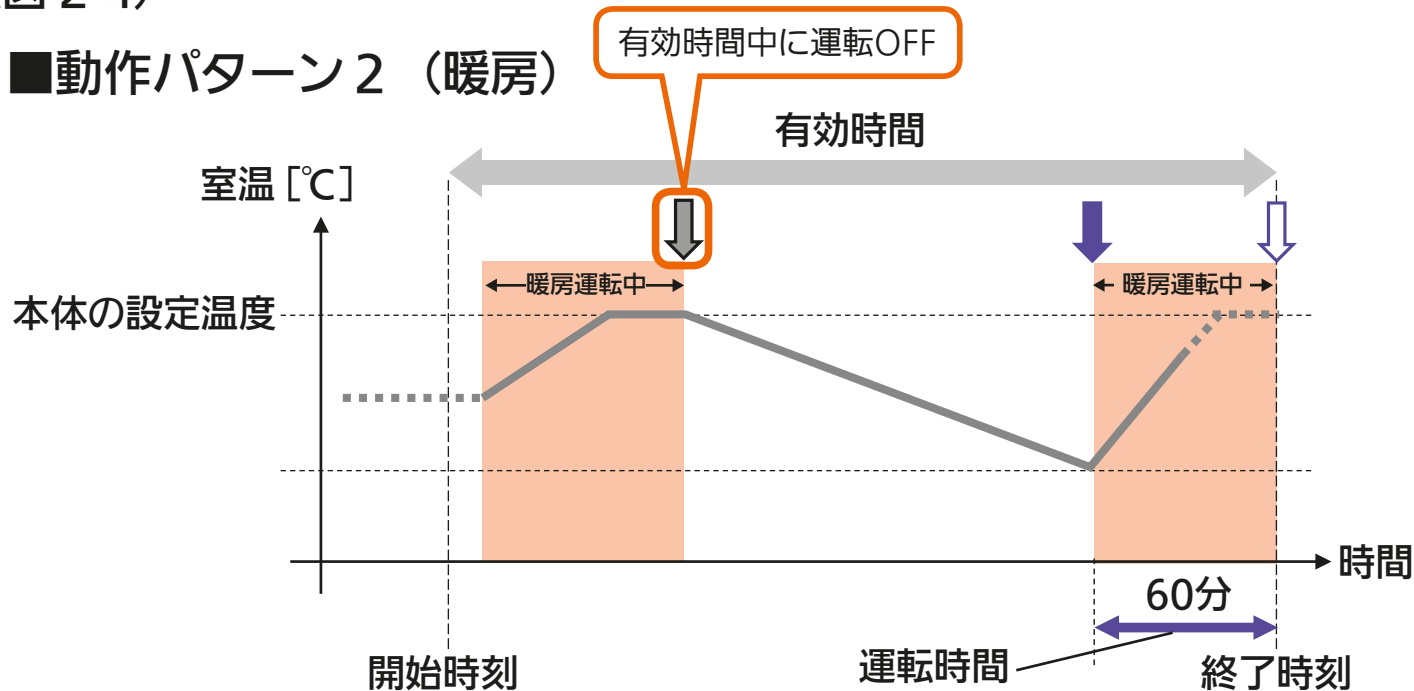 ■動作パターン２（暖房）
有効時間中に運転OFF
有効時間
室温［℃］
暖房運転中
暖房運転中
本体の設定温度
時間
60分
運転時間
開始時刻
終了時刻